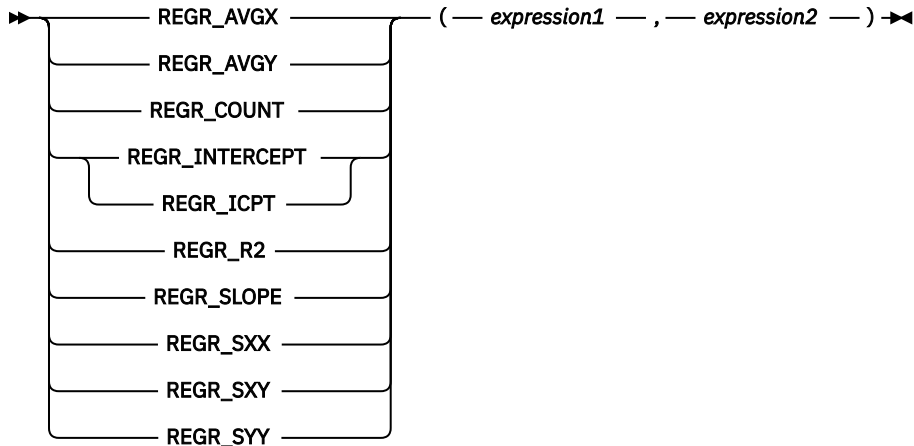 REGR_AVGX ( expression1 , expression2 )
REGR_AVGY
REGR_COUNT
REGR_INTERCEPT
REGR_ICPT
REGR_R2
REGR_SLOPE
REGR_SXX
REGR_SXY
REGR_SYY